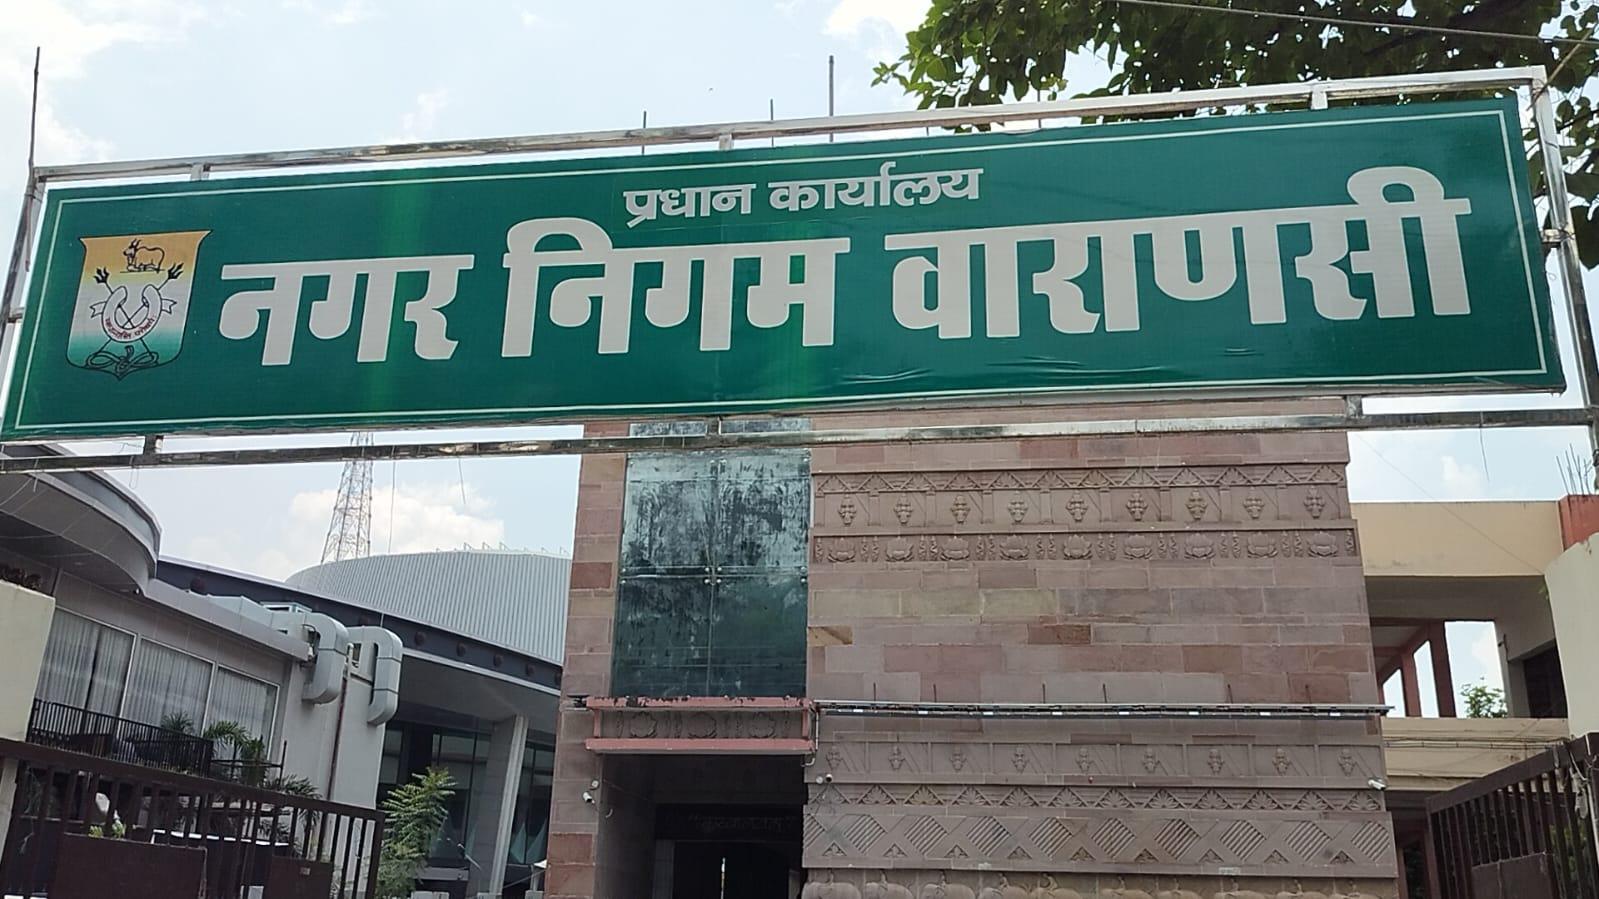 प्रधान कार्यालय
नगर निगम वाराणसी